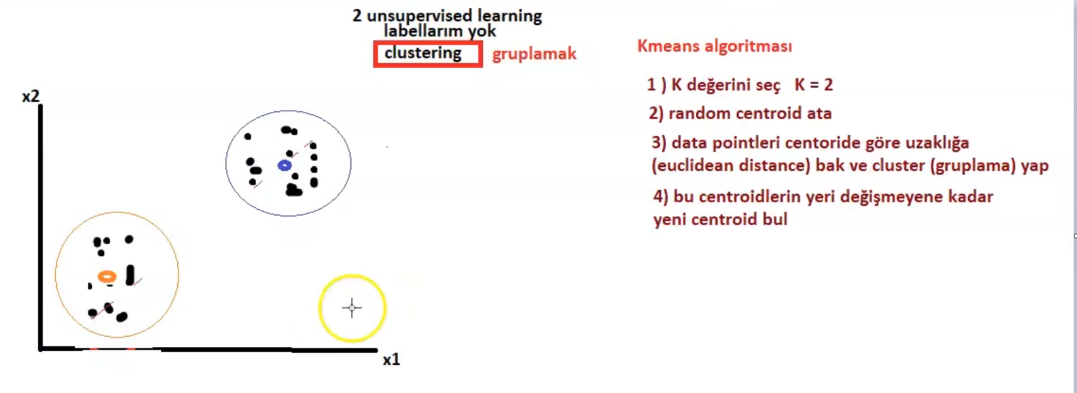 2 unsupervised learning
labellarım yok
clustering gruplamak
Kmeans algoritması
1 ) K değerini seç K = 2
2) random centroid ata
3) data pointleri centoride göre uzaklığa
(euclidean distance) bak ve cluster (gruplama) yap
4) bu centroidlerin yeri değişmeyene kadar
yeni centroid bul
x2
x1